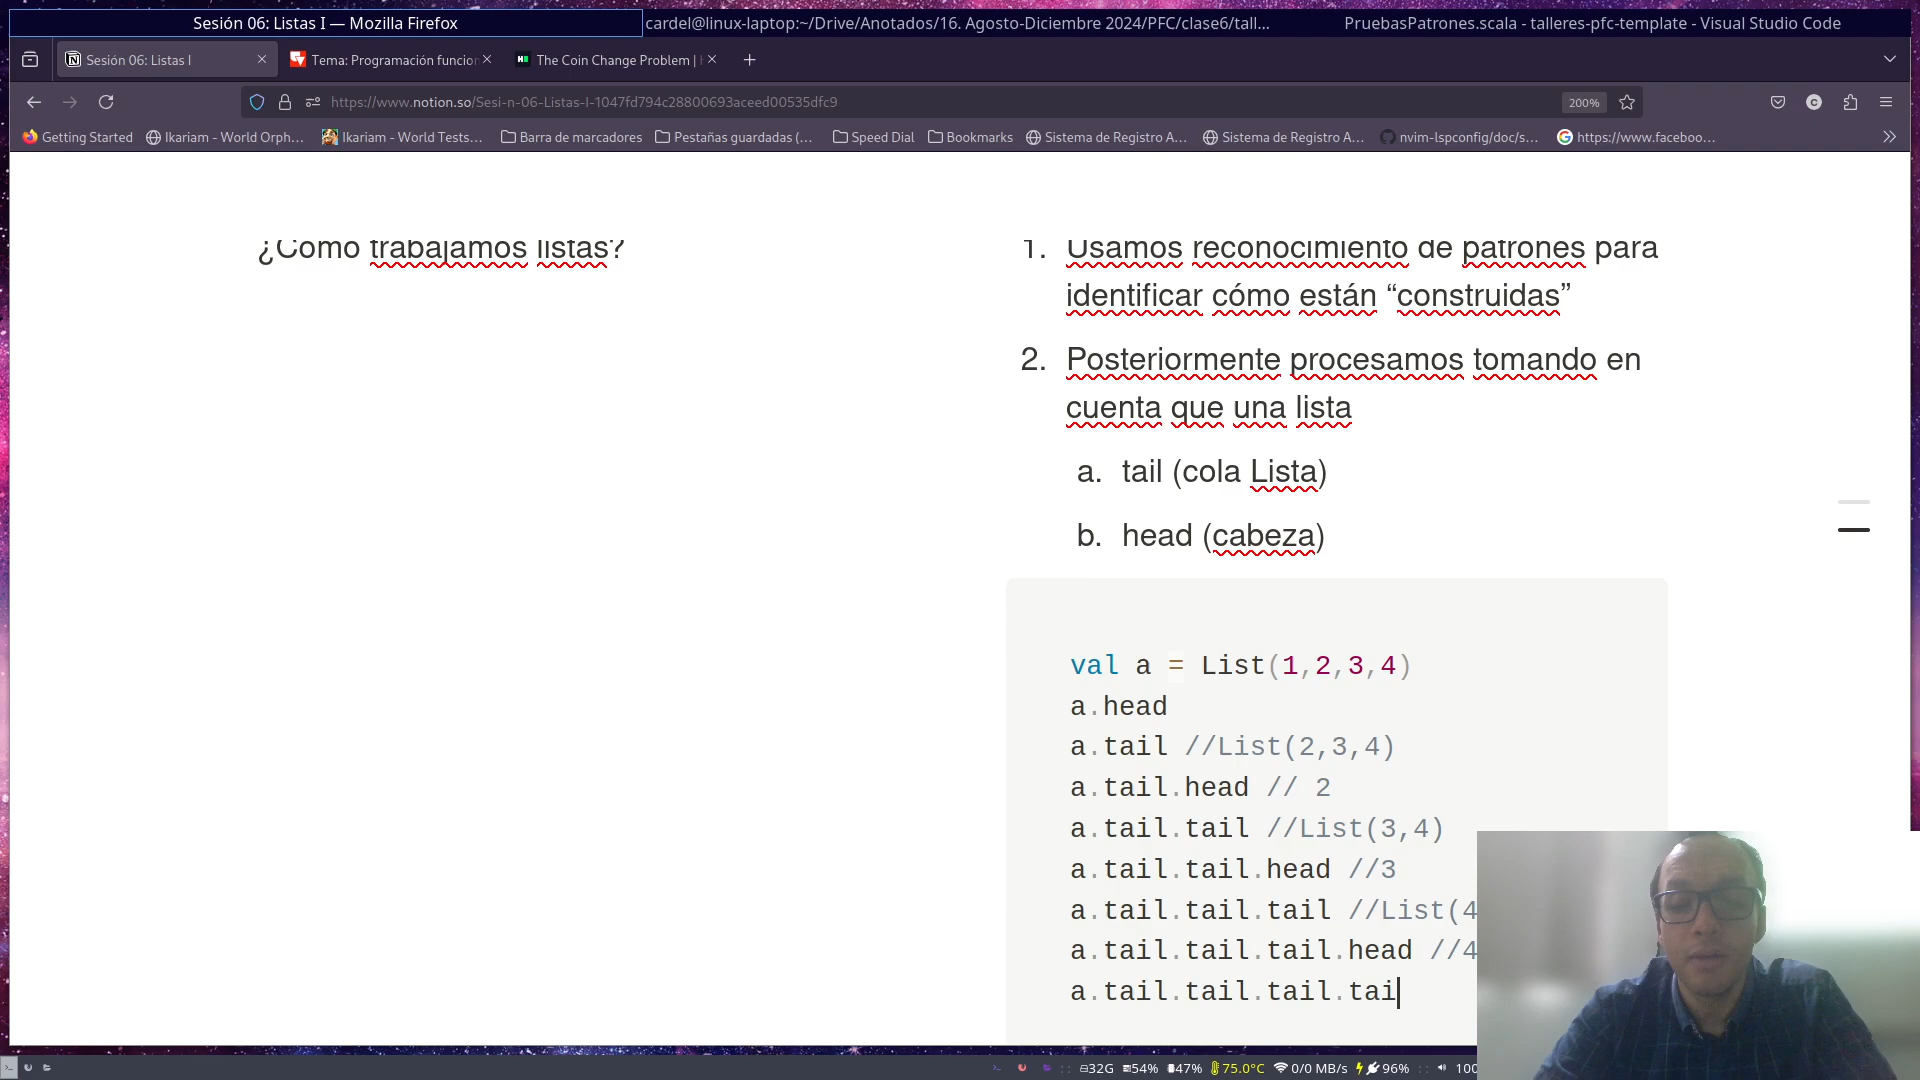 Sesión 06: Listas I — Mozilla Firefox
cardel@linux-laptop:~/Drive/Anotados/16. Agosto-Diciembre 2024/PFC/clase6/tall...
PruebasPatrones.scala - talleres-pfc-template - Visual Studio Code
Sesión 06: Listas I
Tema: Programación funcio
The Coin Change Problem |
https://www.notion.so/Sesi-n-06-Listas-I-1047fd794c28800693aceed00535dfc9
200%
Getting Started
Ikariam - World Orph...
Ikariam - World Tests...
Barra de marcadores
Pestañas guardadas (...
Speed Dial
Bookmarks
Sistema de Registro A...
Sistema de Registro A...
nvim-lspconfig/doc/s...
https://www.faceboo...
¿Cómo trabajamos listas?
1. Usamos reconocimiento de patrones para
identificar cómo están “construidas”
2. Posteriormente procesamos tomando en
cuenta que una lista
a. tail (cola Lista)
b. head (cabeza)
val a = List(1,2,3,4)
a.head
a.tail //List(2,3,4)
a.tail.head // 2
a.tail.tail //List(3,4)
a.tail.tail.head //3
a.tail.tail.tail //List(4
a.tail.tail.tail.head //4
a.tail.tail.tail.tai
32G 54% 47% 75.0°C 0/0 MB/s 96% 100